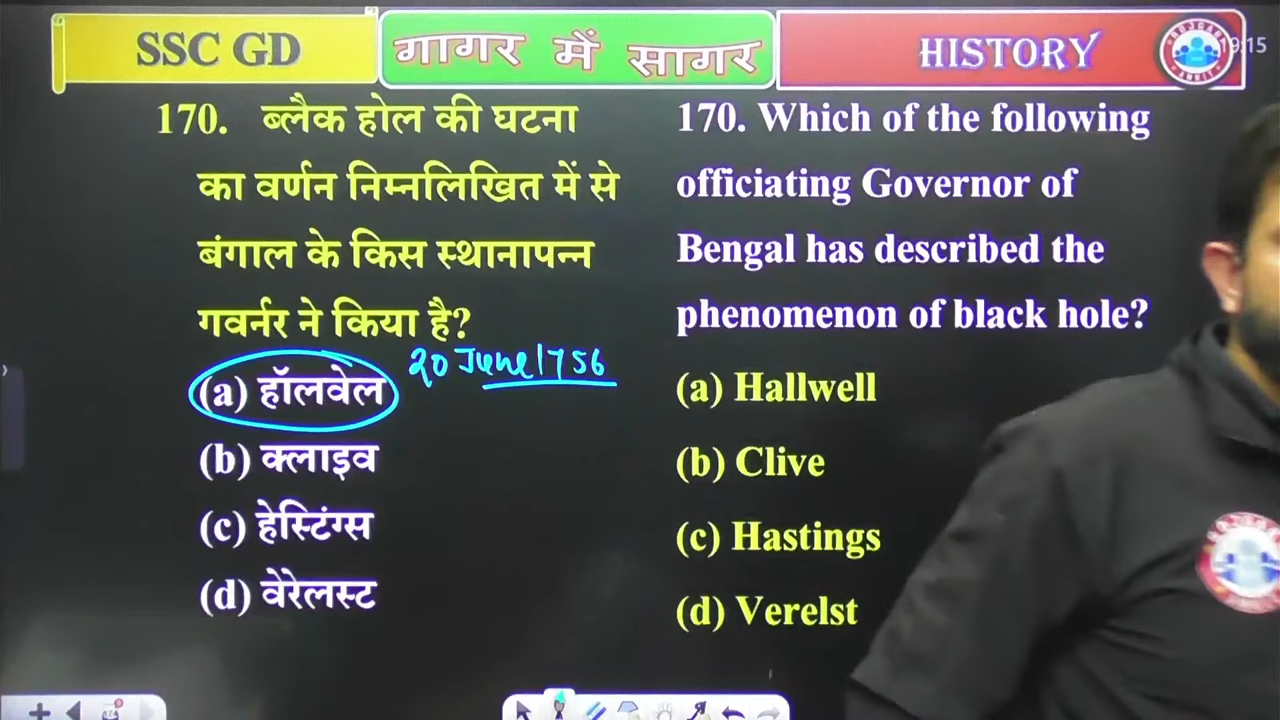 SSC GD
गागर में सागर
HISTORY
19:15
170. ब्लैक होल की घटना
का वर्णन निम्नलिखित में से
बंगाल के किस स्थानापन्न
गवर्नर ने किया है?
20 June 1756
(a) हॉलवेल
(b) क्लाइव
(c) हेस्टिंग्स
(d) वेरेलस्ट
170. Which of the following
officiating Governor of
Bengal has described the
phenomenon of black hole?
(a) Hallwell
(b) Clive
(c) Hastings
(d) Verelst